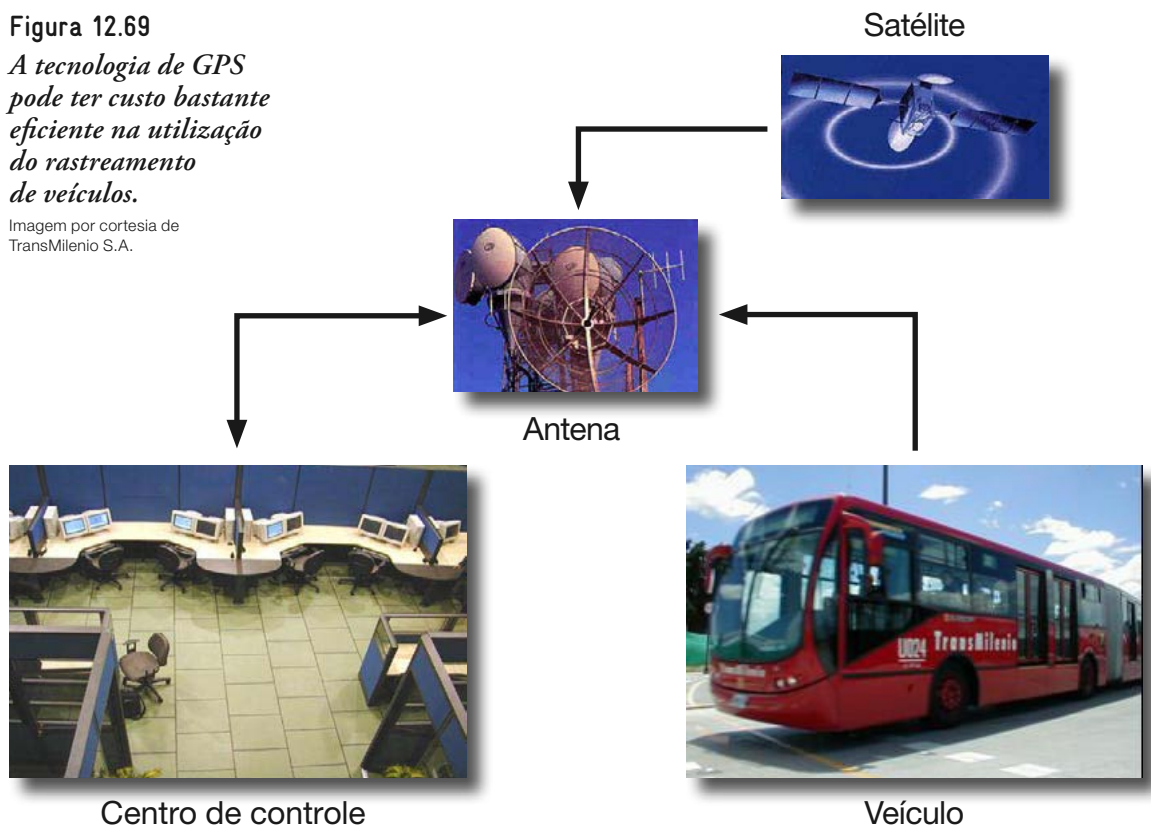 Figura 12.69
A tecnologia de GPS
pode ter custo bastante
eficiente na utilização
do rastreamento
de veículos.
Imagem por cortesia de
TransMilenio S.A.
Satélite
Antena
U024 TransMilenio
TransMilenio
Centro de controle
Veículo